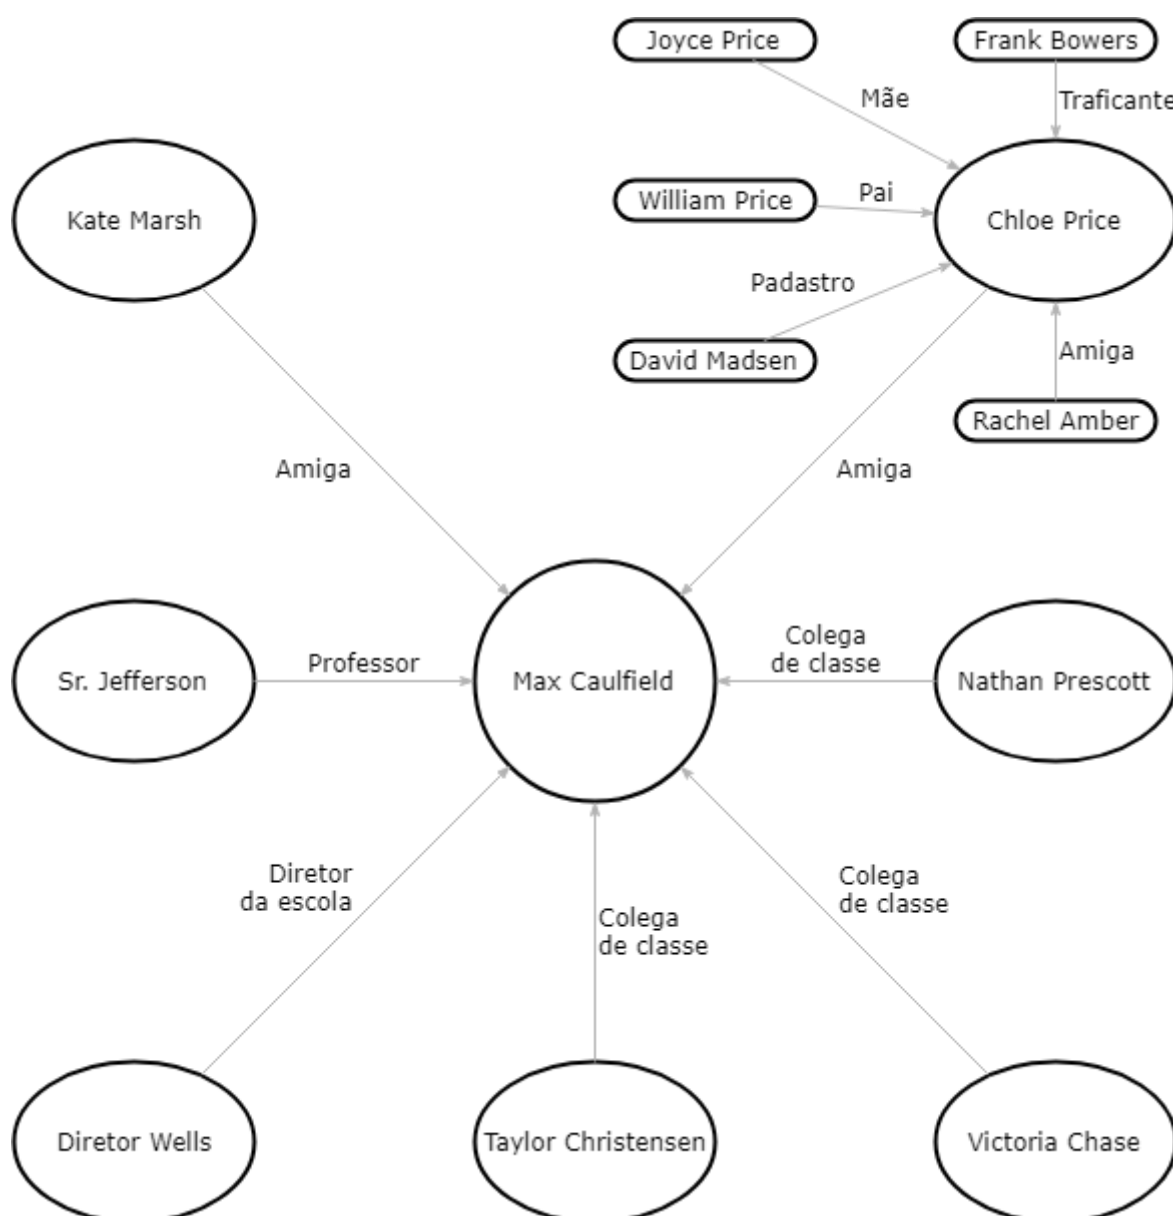 Joyce Price
Frank Bowers
Mãe
Traficante
Kate Marsh
William Price
Pai
Chloe Price
Padastro
David Madsen
Amiga
Rachel Amber
Amiga
Amiga
Sr. Jefferson
Professor
Max Caulfield
Colega
de classe
Nathan Prescott
Diretor
da escola
Colega
de classe
Colega
de classe
Diretor Wells
Taylor Christensen
Victoria Chase